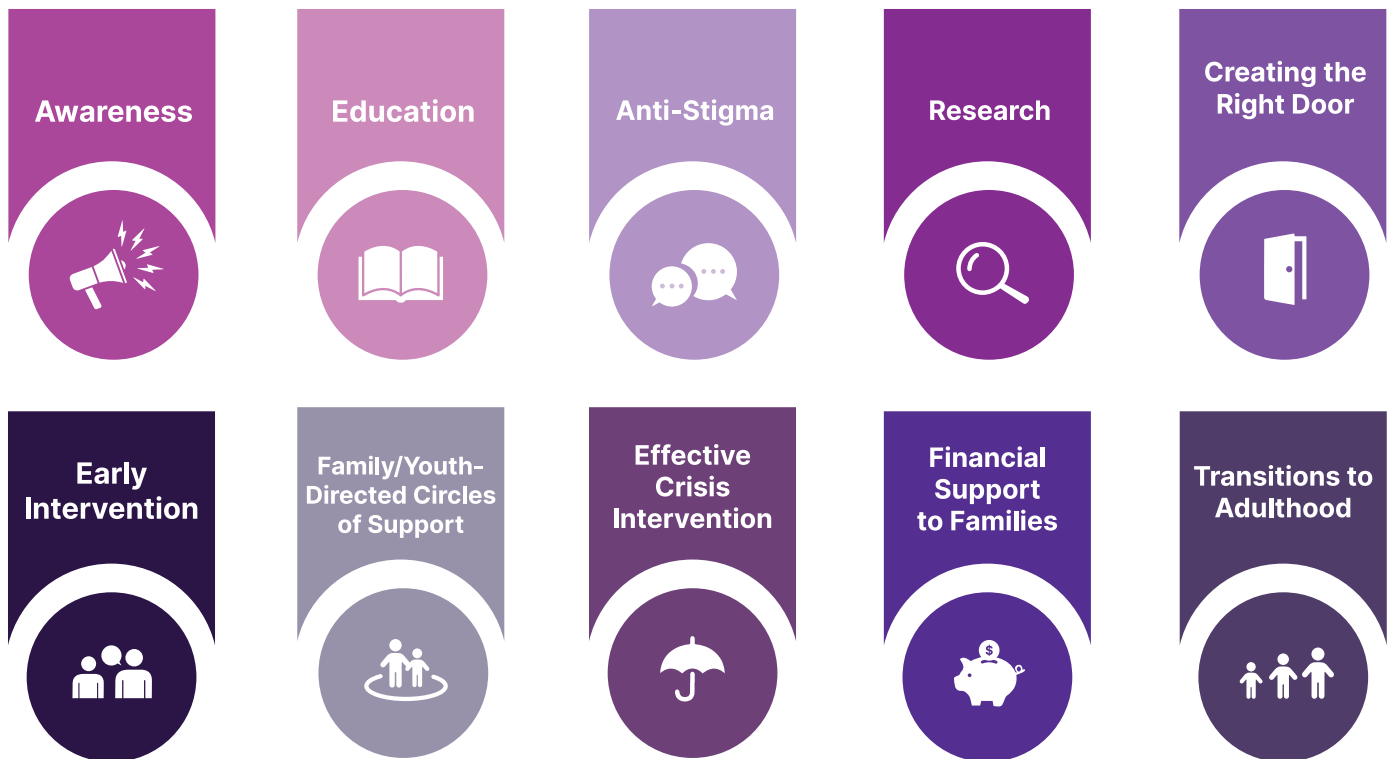 Awareness
Education
Anti-Stigma
Research
Creating the
Right Door
Early
Intervention
Family/Youth-
Directed Circles
of Support
Effective
Crisis
Intervention
Financial
Support
to Families
$
Transitions to
Adulthood